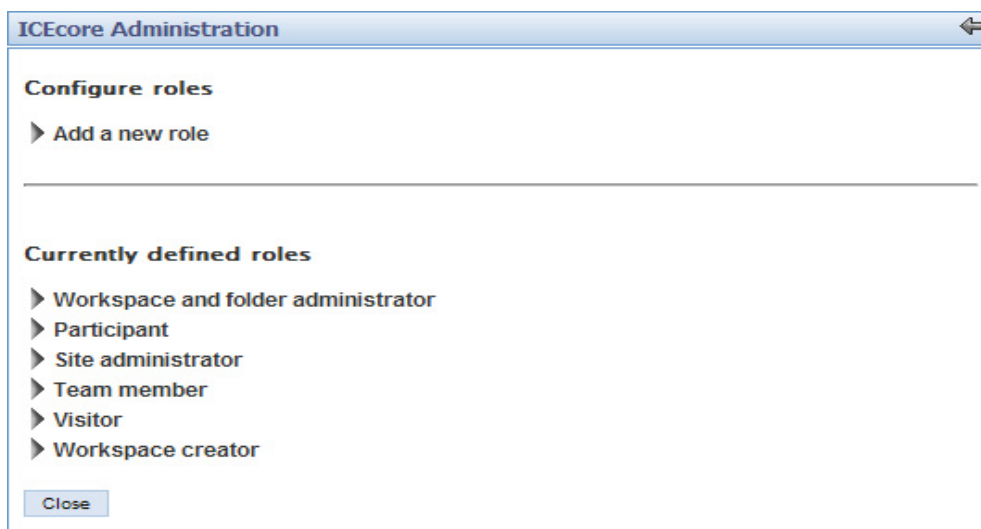 ICEcore Administration
Configure roles
Add a new role
Currently defined roles
Workspace and folder administrator
Participant
Site administrator
Team member
Visitor
Workspace creator
Close